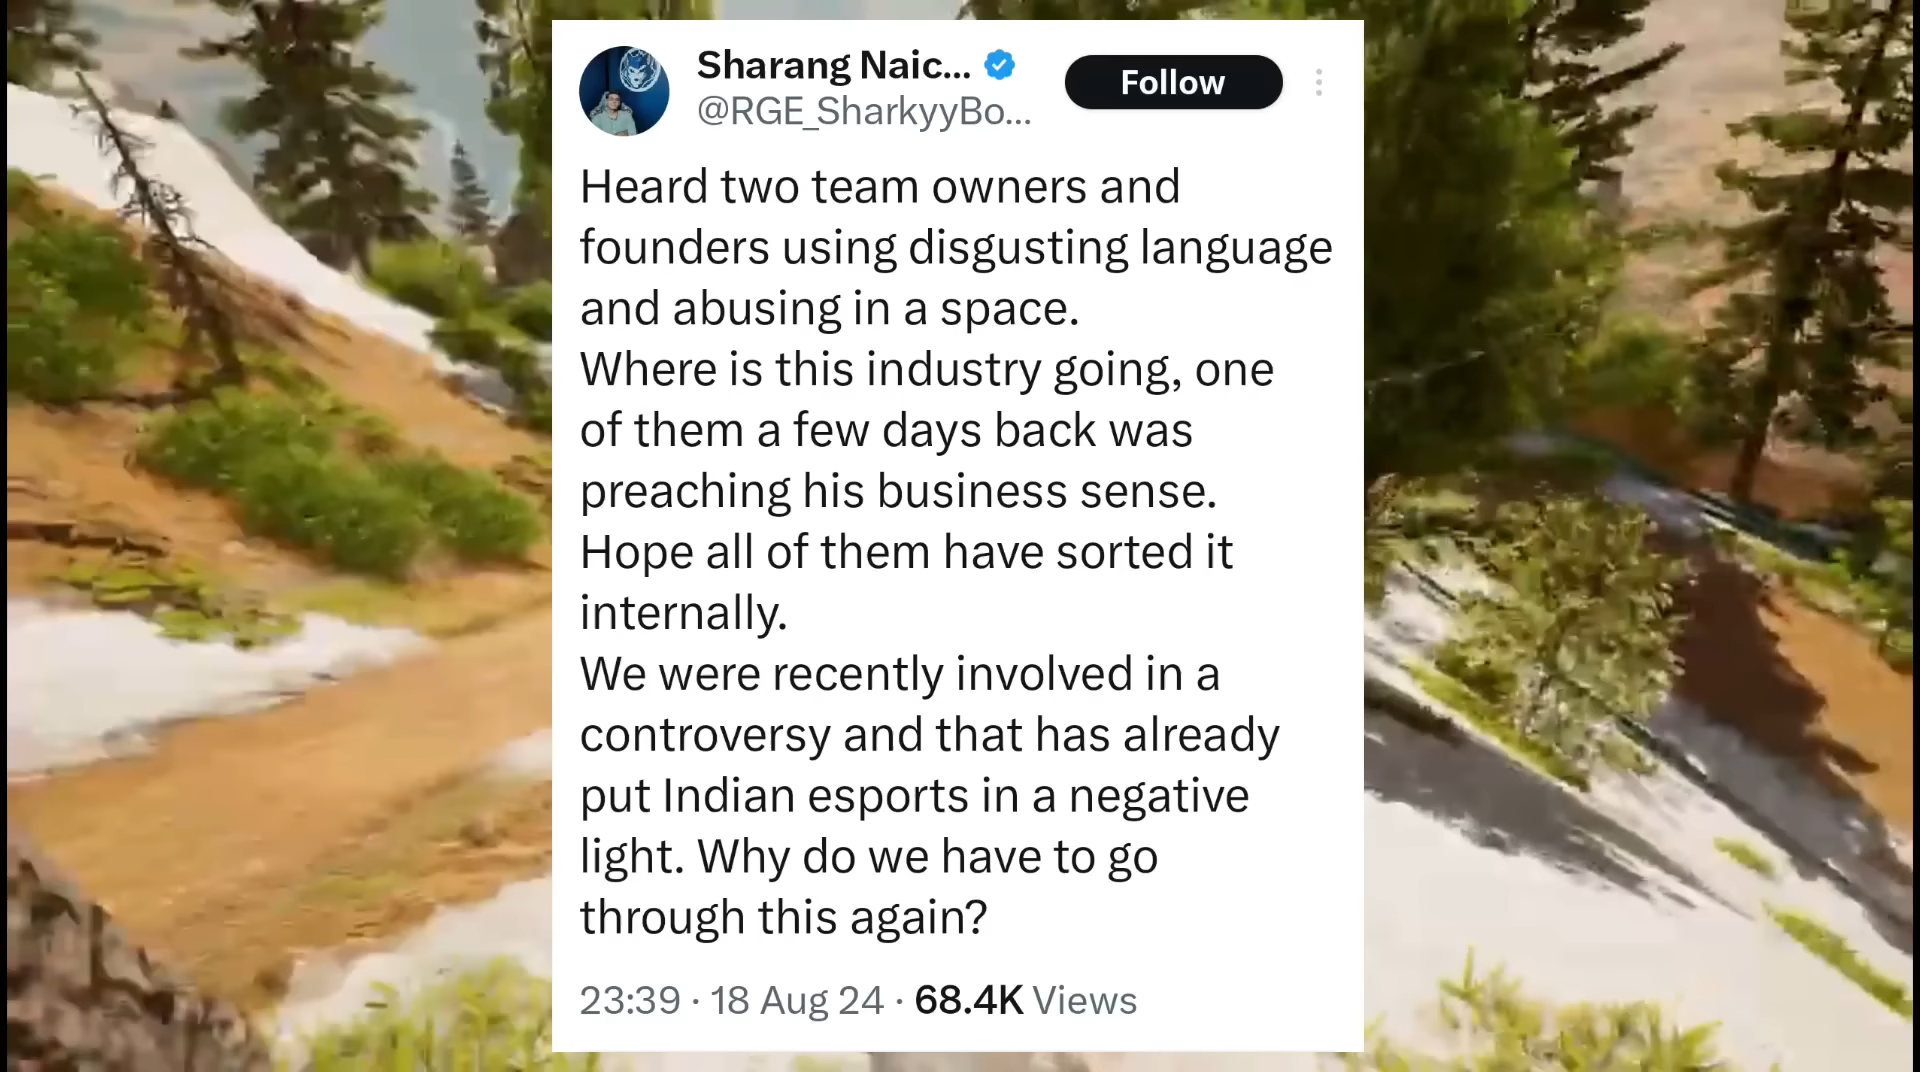 Sharang Naic...
Follow
@RGE_SharkyyBo...
Heard two team owners and
founders using disgusting language
and abusing in a space.
Where is this industry going, one
of them a few days back was
preaching his business sense.
Hope all of them have sorted it
internally.
We were recently involved in a
controversy and that has already
put Indian esports in a negative
light. Why do we have to go
through this again?
23:39 · 18 Aug 24 · 68.4K Views